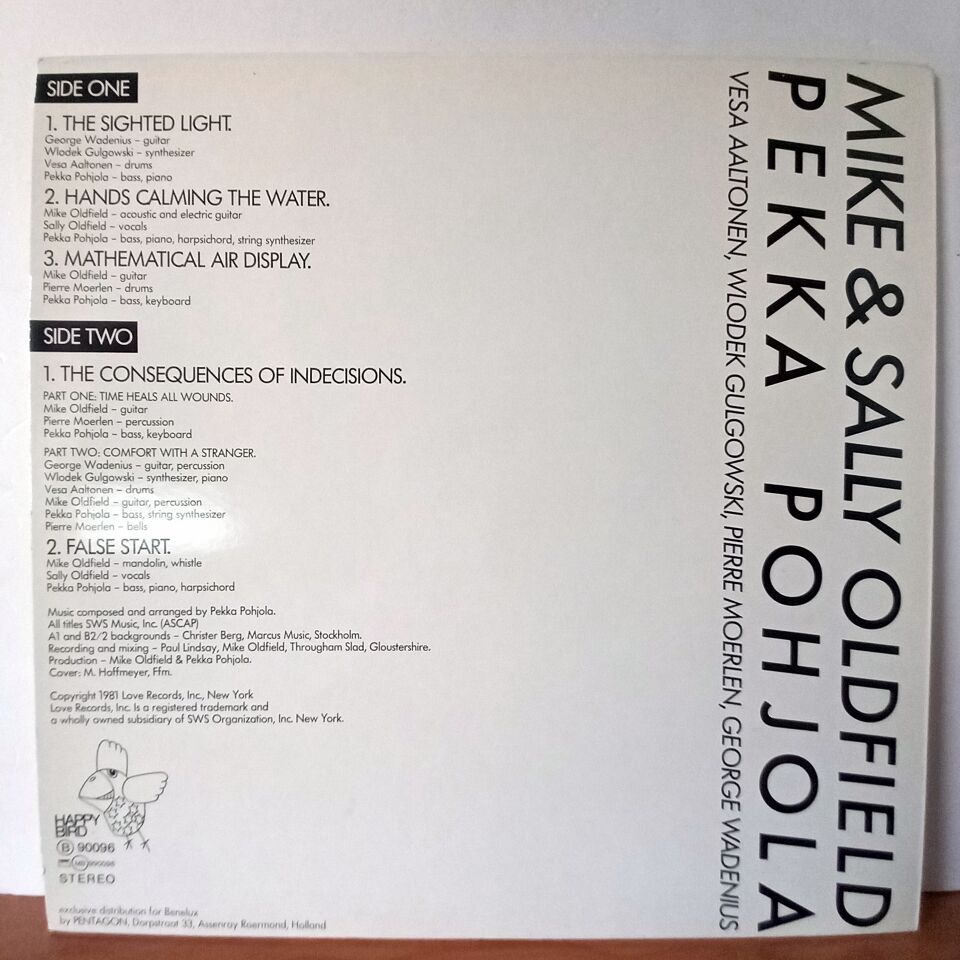 SIDE ONE
1. THE SIGHTED LIGHT.
George Wadenius – guitar
Wlodek Gulgowski – synthesizer
Vesa Aaltonen – drums
Pekka Pohjola – bass, piano
2. HANDS CALMING THE WATER.
Mike Oldfield – acoustic and electric guitar
Sally Oldfield – vocals
Pekka Pohjola – bass, piano, harpsichord, string synthesizer
3. MATHEMATICAL AIR DISPLAY.
Mike Oldfield – guitar
Pierre Moerlen – drums
Pekka Pohjola – bass, keyboard
SIDE TWO
1. THE CONSEQUENCES OF INDECISIONS.
PART ONE: TIME HEALS ALL WOUNDS.
Mike Oldfield – guitar
Pierre Moerlen – percussion
Pekka Pohjola – bass, keyboard
PART TWO: COMFORT WITH A STRANGER.
George Wadenius – guitar, percussion
Wlodek Gulgawski – synthesizer, piano
Vesa Aaltonen – drums
Mike Oldfield – guitar, percussion
Pekka Pohjola – bass, string synthesizer
Pierre Moerlen – bells
2. FALSE START.
Mike Oldfield – mandolin, whistle
Sally Oldfield – vocals
Pekka Pohjola – bass, piano, harpsichord
Music composed and arranged by Pekka Pohjola.
All titles SWS Music, Inc. (ASCAP)
A1 and B2/2 backgrounds – Christer Berg, Marcus Music, Stockholm.
Recording and mixing – Paul Lindsay, Mike Oldfield, Througham Slad, Gloustershire.
Production – Mike Oldfield & Pekka Pohjola.
Cover: M. Hoffmeyer, Ffm.
Copyright 1981 Love Records, Inc., New York
Love Records, Inc. Is a registered trademark and
a wholly owned subsidiary of SWS Organization, Inc. New York.
HAPPY
BIRD
B 90096
STEREO
exclusive distribution for Benelux
by PENTAGON, Dorpstraat 33, Assenray Roermond, Holland
MIKE & SALLY OLDFIELD
PEKKA POHJOLA
VESA AALTONEN, WLODEK GULGOWSKI, PIERRE MOERLEN, GEORGE WADENIUS